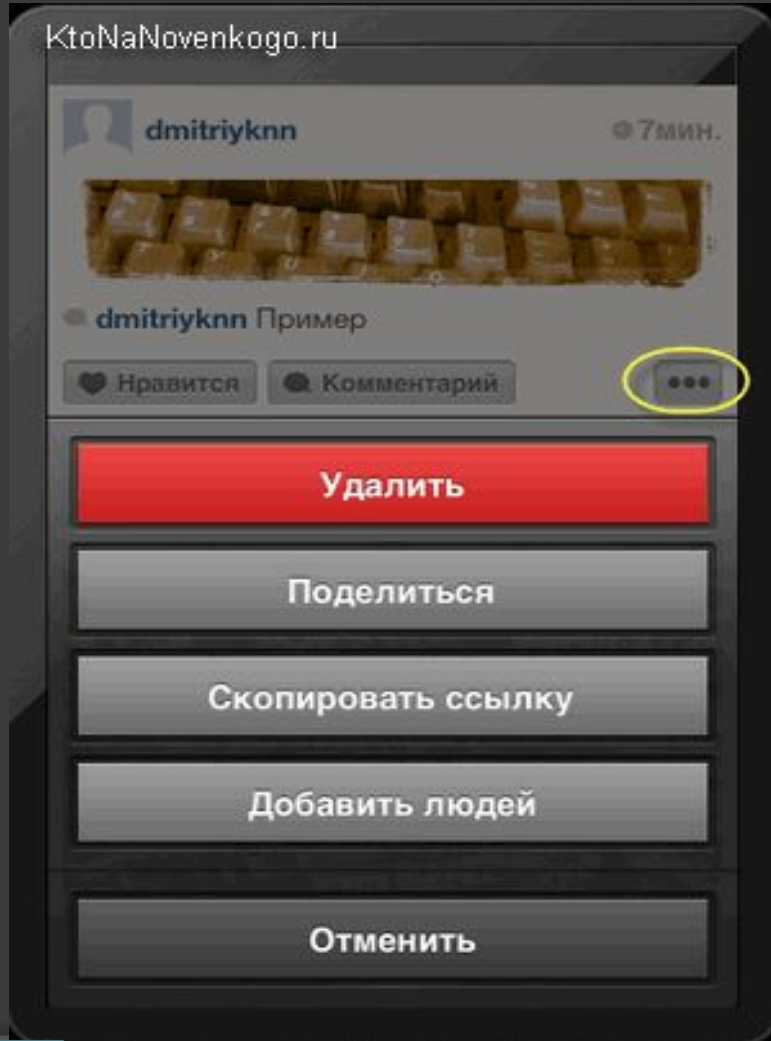 KtoNaNovenkogo.ru
dmitriyknn
7мин.
dmitriyknn Пример
Нравится
Комментарий
Удалить
Поделиться
Скопировать ссылку
Добавить людей
Отменить